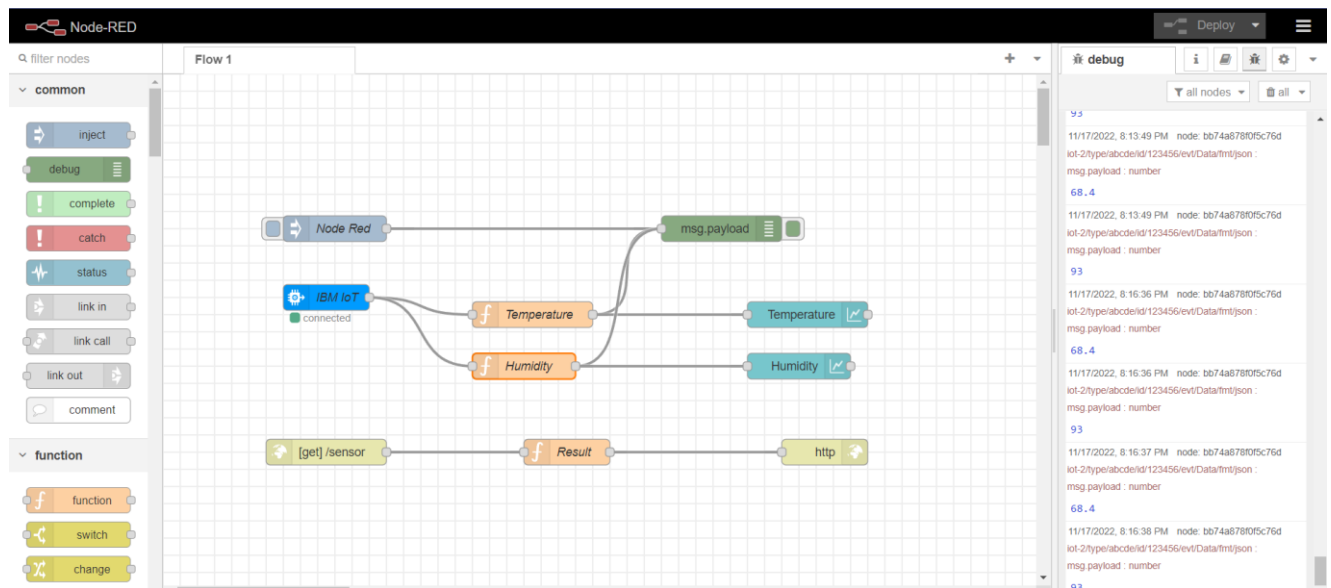 Node-RED
Deploy
filter nodes
Flow 1
debug
i
all nodes
all
common
inject
debug
complete
catch
status
link in
link call
link out
comment
function
function
switch
change
Node Red
msg.payload
IBM IoT
connected
Temperature
Temperature
Humidity
Humidity
[get] /sensor
Result
http
93
11/17/2022, 8:13:49 PM node: bb74a878f0f5c76d
iot-2/type/abcde/id/123456/evt/Data/fmt/json :
msg.payload : number
68.4
11/17/2022, 8:13:49 PM node: bb74a878f0f5c76d
iot-2/type/abcde/id/123456/evt/Data/fmt/json :
msg.payload : number
93
11/17/2022, 8:16:36 PM node: bb74a878f0f5c76d
iot-2/type/abcde/id/123456/evt/Data/fmt/json :
msg.payload : number
68.4
11/17/2022, 8:16:36 PM node: bb74a878f0f5c76d
iot-2/type/abcde/id/123456/evt/Data/fmt/json :
msg.payload : number
93
11/17/2022, 8:16:37 PM node: bb74a878f0f5c76d
iot-2/type/abcde/id/123456/evt/Data/fmt/json :
msg.payload : number
68.4
11/17/2022, 8:16:38 PM node: bb74a878f0f5c76d
iot-2/type/abcde/id/123456/evt/Data/fmt/json :
msg.payload : number
93